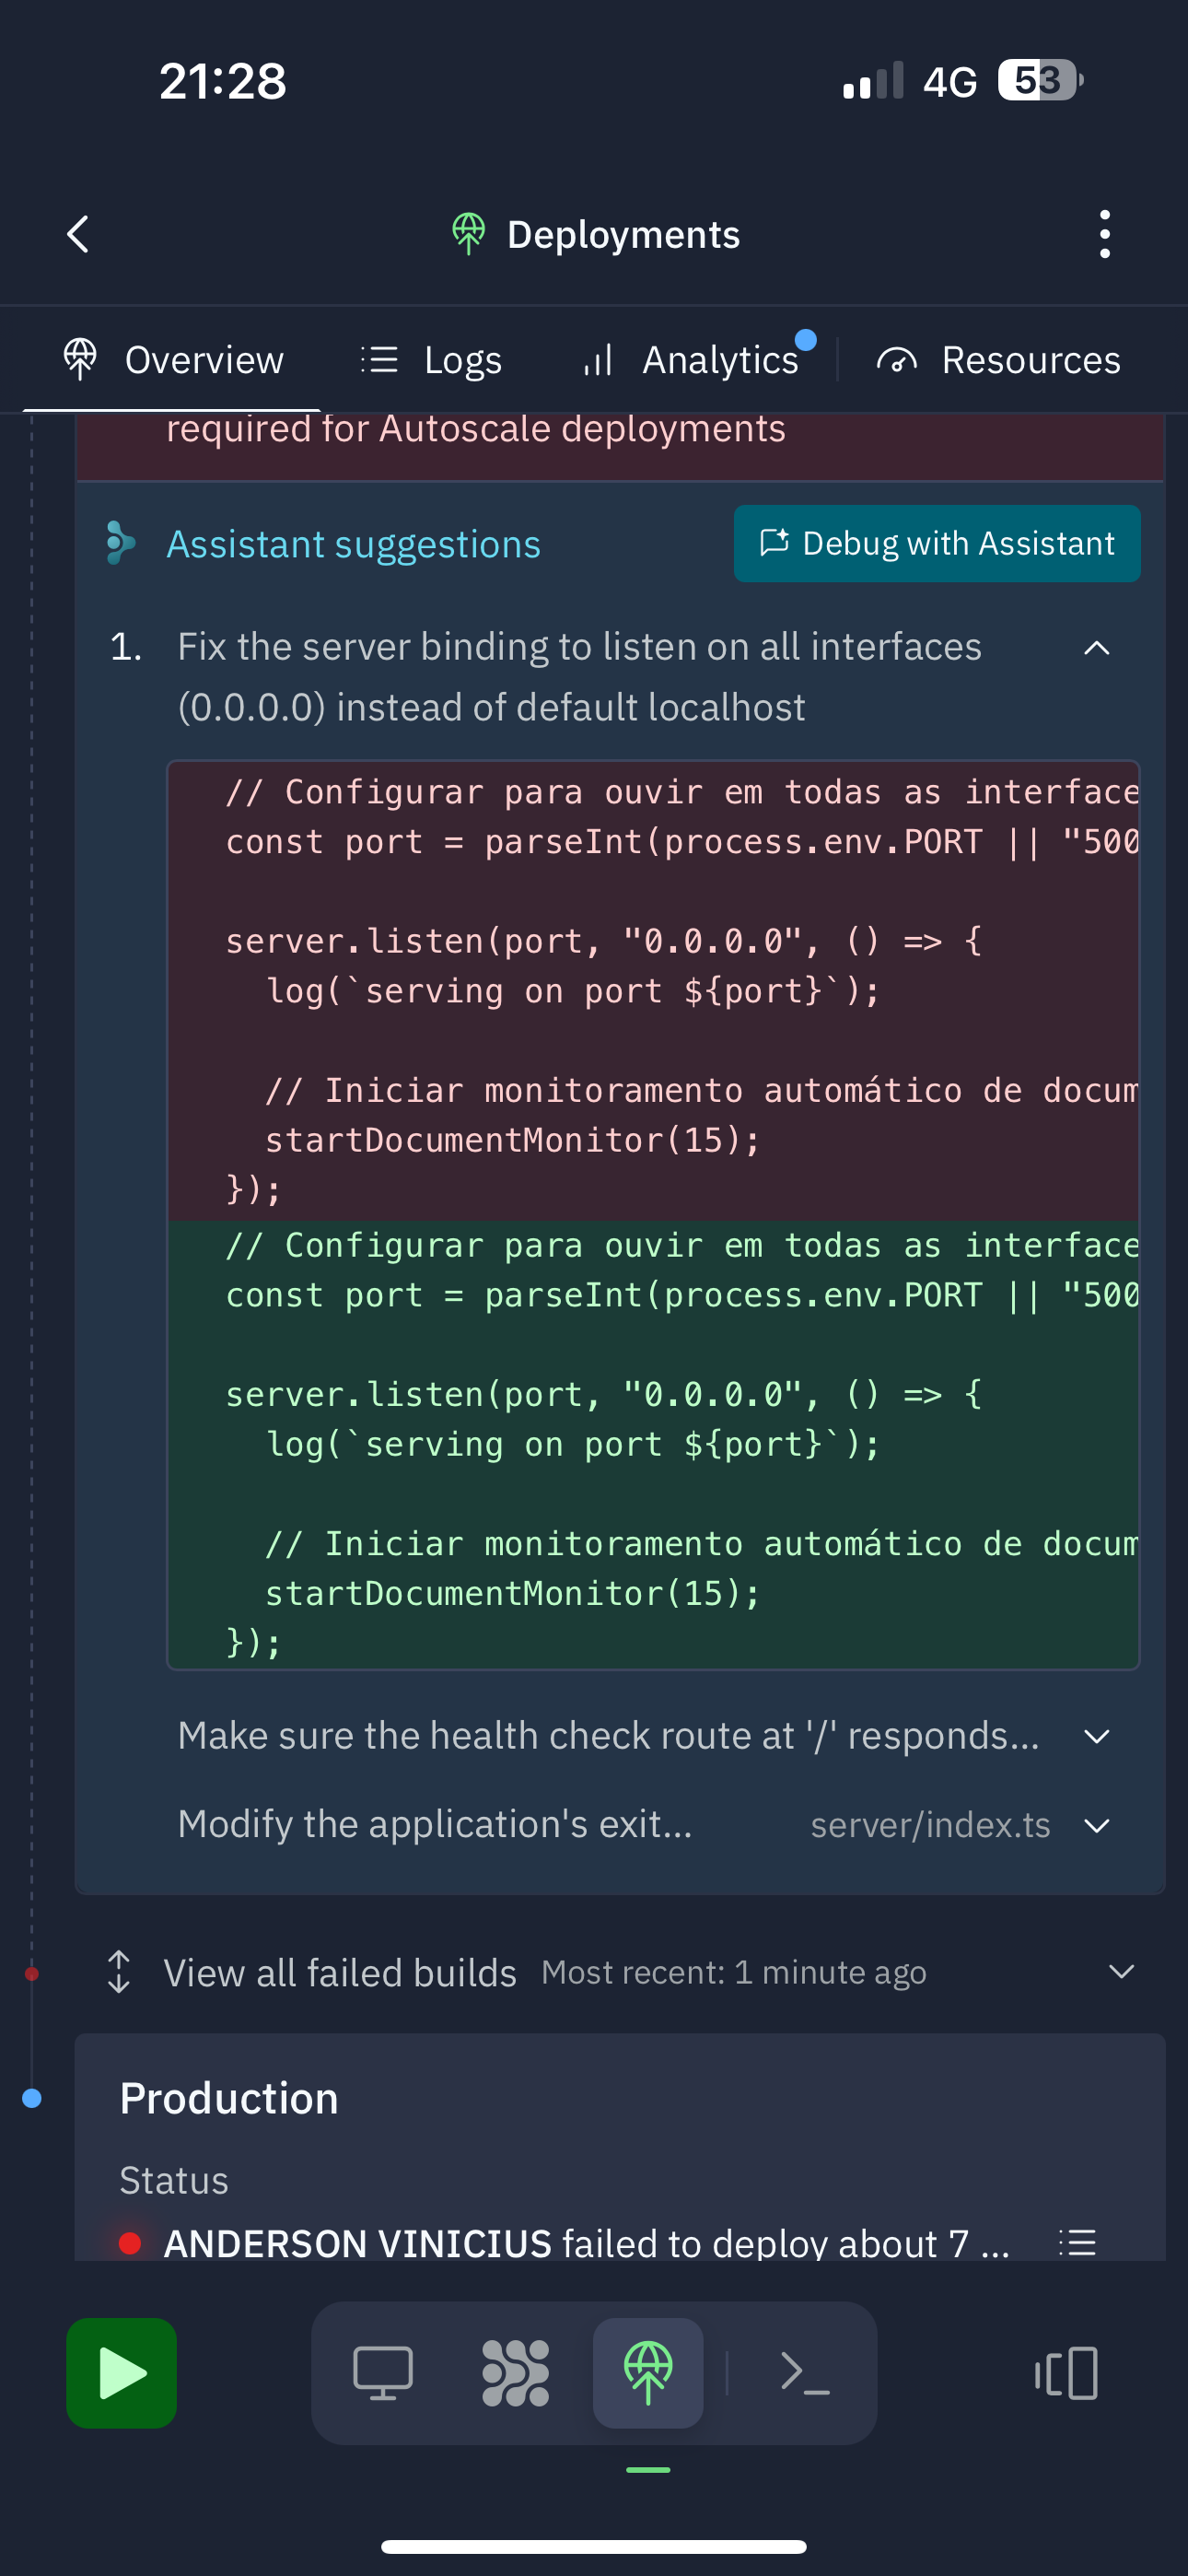 21:28
4G
53
Deployments
Overview
Logs
Analytics
Resources
required for Autoscale deployments
Assistant suggestions
Debug with Assistant
1. Fix the server binding to listen on all interfaces
(0.0.0.0) instead of default localhost
// Configurar para ouvir em todas as interface
const port = parseInt(process.env.PORT || "500
server.listen(port, "0.0.0.0", () => {
log(`serving on port ${port}`);
// Iniciar monitoramento automático de docum
startDocumentMonitor(15);
});
// Configurar para ouvir em todas as interface
const port = parseInt(process.env.PORT || "500
server.listen(port, "0.0.0.0", () => {
log(`serving on port ${port}`);
// Iniciar monitoramento automático de docum
startDocumentMonitor(15);
});
Make sure the health check route at '/' responds...
Modify the application's exit... server/index.ts
View all failed builds Most recent: 1 minute ago
Production
Status
ANDERSON VINICIUS failed to deploy about 7 ...